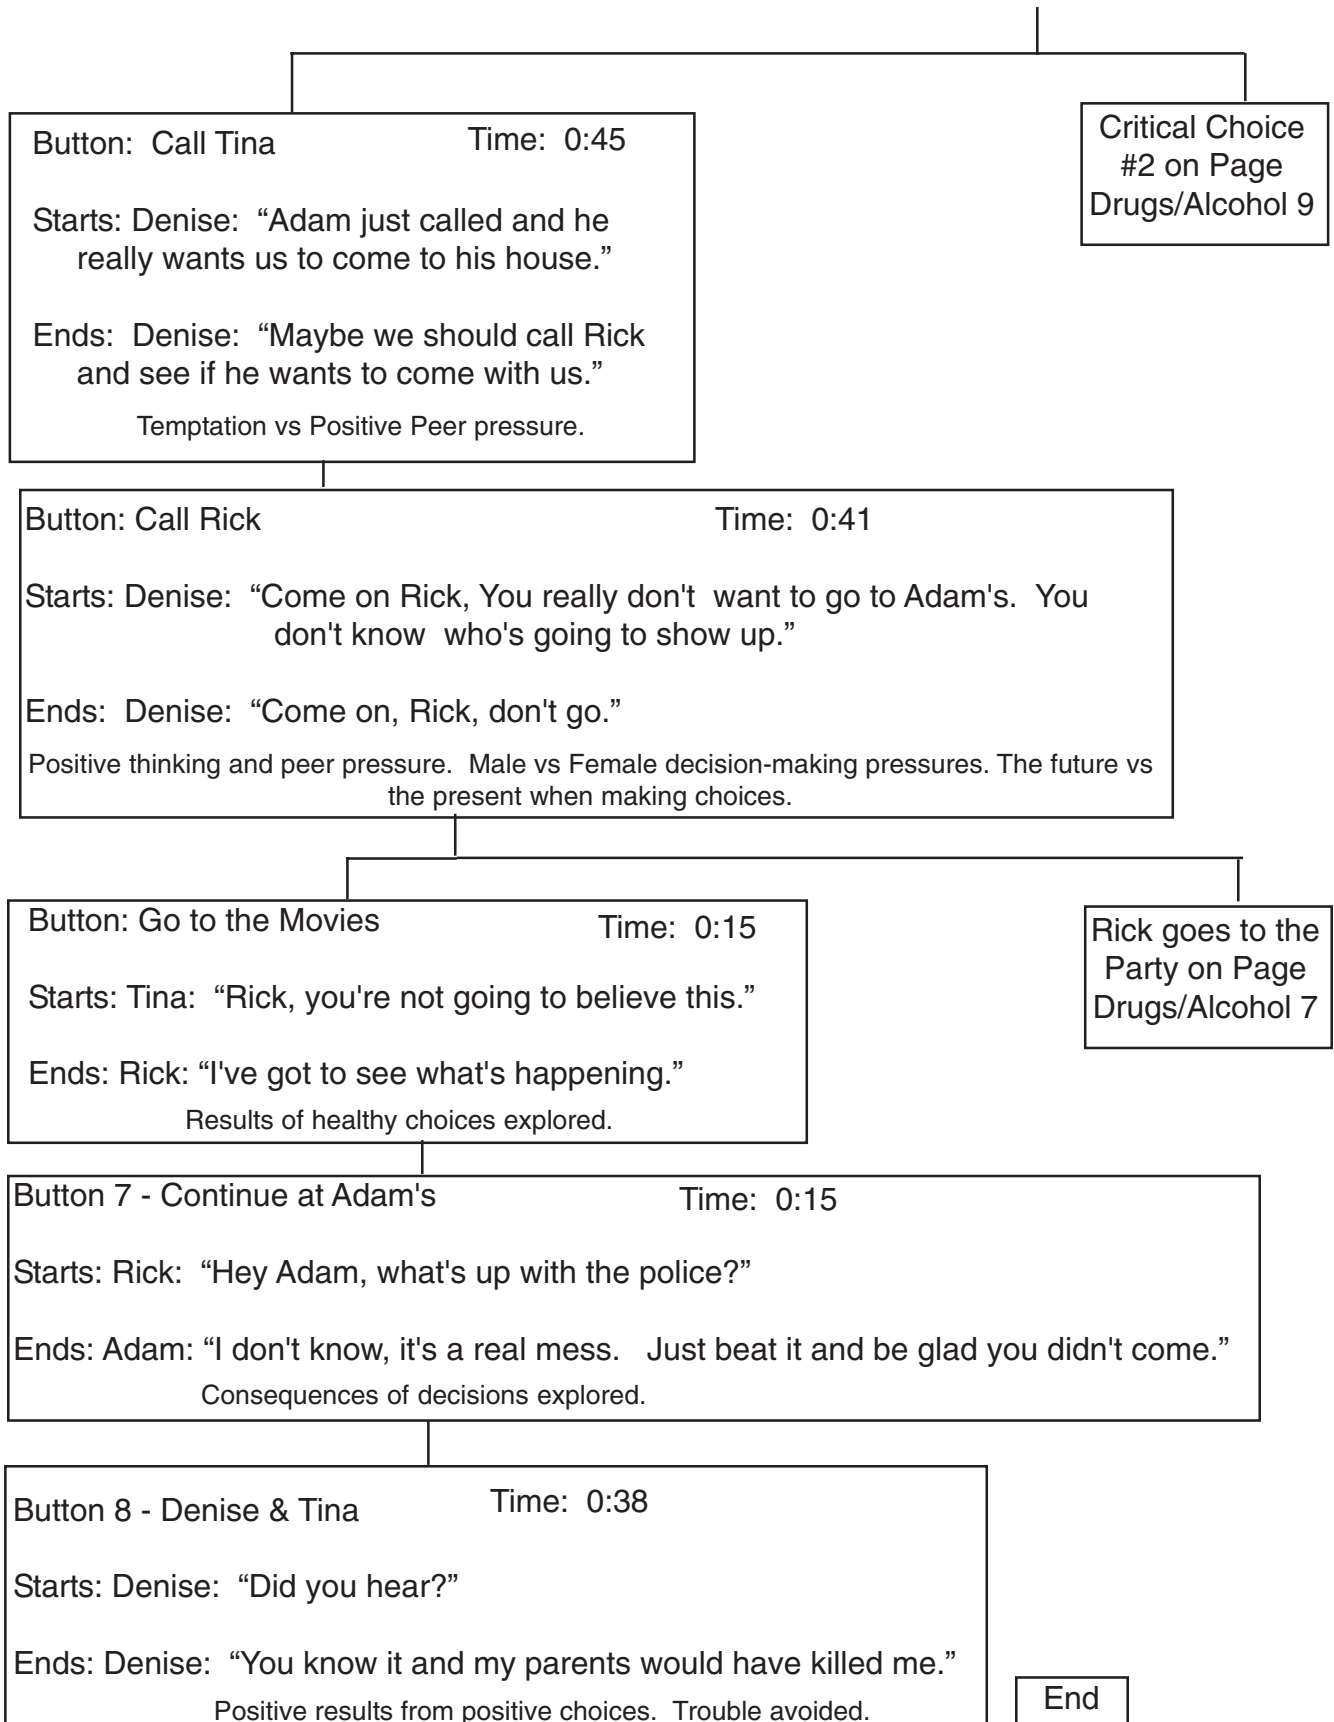 Button: Call Tina Time: 0:45
Critical Choice
#2 on Page
Drugs/Alcohol 9
Starts: Denise: “Adam just called and he
really wants us to come to his house.”
Ends: Denise: “Maybe we should call Rick
and see if he wants to come with us.”
Temptation vs Positive Peer pressure.
Button: Call Rick Time: 0:41
Starts: Denise: “Come on Rick, You really don't want to go to Adam's. You
don't know who's going to show up.”
Ends: Denise: “Come on, Rick, don't go.”
Positive thinking and peer pressure. Male vs Female decision-making pressures. The future vs
the present when making choices.
Button: Go to the Movies Time: 0:15
Rick goes to the
Party on Page
Drugs/Alcohol 7
Starts: Tina: “Rick, you're not going to believe this.”
Ends: Rick: “I've got to see what's happening.”
Results of healthy choices explored.
Button 7 - Continue at Adam's Time: 0:15
Starts: Rick: “Hey Adam, what's up with the police?”
Ends: Adam: “I don't know, it's a real mess. Just beat it and be glad you didn't come.”
Consequences of decisions explored.
Button 8 - Denise & Tina Time: 0:38
Starts: Denise: “Did you hear?”
Ends: Denise: “You know it and my parents would have killed me.”
Positive results from positive choices. Trouble avoided.
End